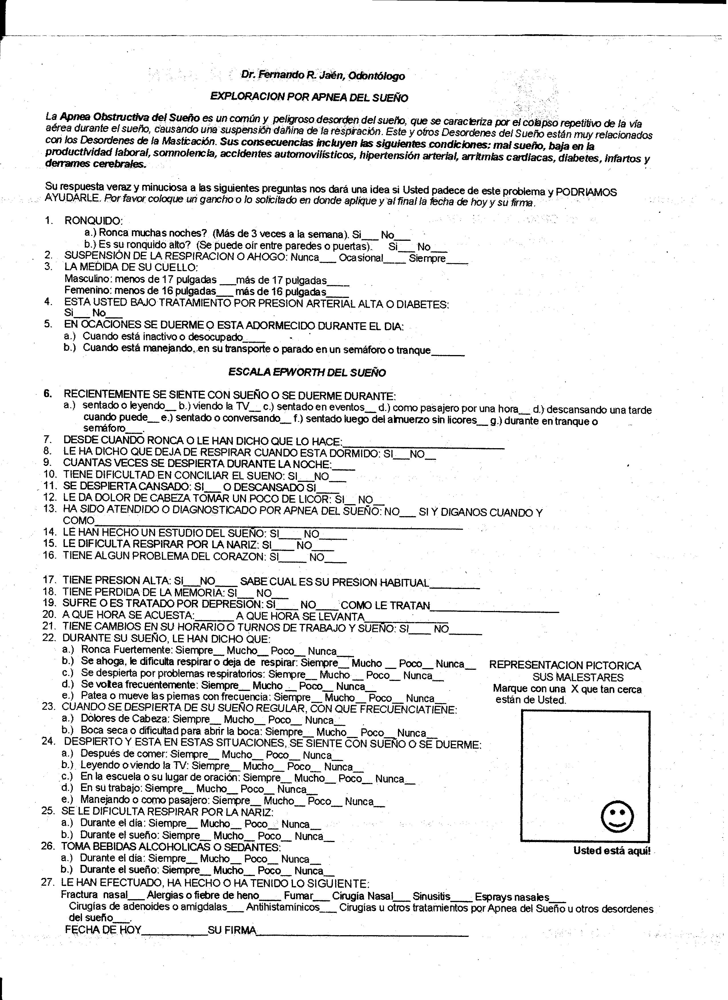 Dr. Fernando R. Jaén, Odontólogo
EXPLORACION POR APNEA DEL SUEÑO
La Apnea Obstructiva del Sueño es un común y peligroso desorden del sueño, que se caracteriza por el colapso repetitivo de la vía
aérea durante el sueño, causando una suspensión dañina de la respiración. Este y otros Desordenes del Sueño están muy relacionados
con los Desordenes de la Masticación. Sus consecuencias incluyen las siguientes condiciones: mal sueño, baja en la
productividad laboral, somnolencia, accidentes automovilísticos, hipertensión arterial, arritmias cardiacas, diabetes, infartos y
derrames cerebrales.
Su respuesta veraz y minuciosa a las siguientes preguntas nos dará una idea si Usted padece de este problema y PODRIAMOS
AYUDARLE. Por favor coloque un gancho o lo solicitado en donde aplique y al final la fecha de hoy y su firma.
1. RONQUIDO:
a.) Ronca muchas noches? (Más de 3 veces a la semana). Si___ No___
b.) Es su ronquido alto? (Se puede oír entre paredes o puertas). Si___ No___
2. SUSPENSIÓN DE LA RESPIRACION O AHOGO: Nunca___ Ocasional____ Siempre____
3. LA MEDIDA DE SU CUELLO:
Masculino: menos de 17 pulgadas ___más de 17 pulgadas____
Femenino: menos de 16 pulgadas___ más de 16 pulgadas____
4. ESTA USTED BAJO TRATAMIENTO POR PRESION ARTERIAL ALTA O DIABETES:
Si___ No___
5. EN OCACIONES SE DUERME O ESTA ADORMECIDO DURANTE EL DIA:
a.) Cuando está inactivo o desocupado____
b.) Cuando está manejando, en su transporte o parado en un semáforo o tranque______
ESCALA EPWORTH DEL SUEÑO
6. RECIENTEMENTE SE SIENTE CON SUEÑO O SE DUERME DURANTE:
a.) sentado o leyendo__ b.) viendo la TV__ c.) sentado en eventos__ d.) como pasajero por una hora__ d.) descansando una tarde
cuando puede__ e.) sentado o conversando__ f.) sentado luego del almuerzo sin licores__ g.) durante en tranque o
semáforo___.
7. DESDE CUANDO RONCA O LE HAN DICHO QUE LO HACE:_____________________________
8. LE HA DICHO QUE DEJA DE RESPIRAR CUANDO ESTA DORMIDO: SI___NO__
9. CUANTAS VECES SE DESPIERTA DURANTE LA NOCHE:____
10. TIENE DIFICULTAD EN CONCILIAR EL SUENO: SI___NO___
11. SE DESPIERTA CANSADO: SI___ O DESCANSADO SI____
12. LE DA DOLOR DE CABEZA TOMAR UN POCO DE LICOR: SI__ NO__
13. HA SIDO ATENDIDO O DIAGNOSTICADO POR APNEA DEL SUEÑO: NO___ SI Y DIGANOS CUANDO Y
COMO_________________________________________________________________
14. LE HAN HECHO UN ESTUDIO DEL SUEÑO: SI____ NO_____
15. LE DIFICULTA RESPIRAR POR LA NARIZ: SI____ NO____
16. TIENE ALGUN PROBLEMA DEL CORAZON: SI_____ NO____
17. TIENE PRESION ALTA: SI___NO____ SABE CUAL ES SU PRESION HABITUAL_________
18. TIENE PERDIDA DE LA MEMORIA: SI___ NO___
19. SUFRE O ES TRATADO POR DEPRESION: SI____ NO____ COMO LE TRATAN_______________________
20. A QUE HORA SE ACUESTA:_______ A QUE HORA SE LEVANTA_______________
21. TIENE CAMBIOS EN SU HORARIO O TURNOS DE TRABAJO Y SUEÑO: SI____ NO______
22. DURANTE SU SUEÑO, LE HAN DICHO QUE:
a.) Ronca Fuertemente: Siempre__ Mucho__ Poco__ Nunca___
b.) Se ahoga, le dificulta respirar o deja de respirar: Siempre__ Mucho __ Poco__ Nunca__
c.) Se despierta por problemas respiratorios: Siempre__ Mucho __ Poco__ Nunca__
d.) Se voltea frecuentemente: Siempre__ Mucho __ Poco__ Nunca__
e.) Patea o mueve las piernas con frecuencia: Siempre__ Mucho__ Poco__ Nunca__
REPRESENTACION PICTORICA
SUS MALESTARES
Marque con una X que tan cerca
están de Usted.
23. CUANDO SE DESPIERTA DE SU SUEÑO REGULAR, CON QUE FRECUENCIATIENE:
a.) Dolores de Cabeza: Siempre__ Mucho__ Poco__ Nunca__
b.) Boca seca o dificultad para abrir la boca: Siempre__ Mucho__ Poco__ Nunca__
24. DESPIERTO Y ESTA EN ESTAS SITUACIONES, SE SIENTE CON SUEÑO O SE DUERME:
a.) Después de comer: Siempre__ Mucho__ Poco__ Nunca__
b.) Leyendo o viendo la TV: Siempre__ Mucho__ Poco__ Nunca__
c.) En la escuela o su lugar de oración: Siempre__ Mucho__ Poco__ Nunca__
d.) En su trabajo: Siempre__ Mucho__ Poco__ Nunca__
e.) Manejando o como pasajero: Siempre__ Mucho__ Poco__ Nunca__
25. SE LE DIFICULTA RESPIRAR POR LA NARIZ:
a.) Durante el día: Siempre__ Mucho__ Poco__ Nunca__
b.) Durante el sueño: Siempre__ Mucho__ Poco__ Nunca__
Usted está aquí!
26. TOMA BEBIDAS ALCOHOLICAS O SEDANTES:
a.) Durante el día: Siempre__ Mucho__ Poco__ Nunca__
b.) Durante el sueño: Siempre__ Mucho__ Poco__ Nunca__
27. LE HAN EFECTUADO, HA HECHO O HA TENIDO LO SIGUIENTE:
Fractura nasal___ Alergias o fiebre de heno____ Fumar___ Cirugía Nasal___ Sinusitis____ Esprays nasales___
Cirugías de adenoides o amígdalas___ Antihistamínicos___ Cirugías u otros tratamientos por Apnea del Sueño u otros desordenes
del sueño___.
FECHA DE HOY____________SU FIRMA______________________________________